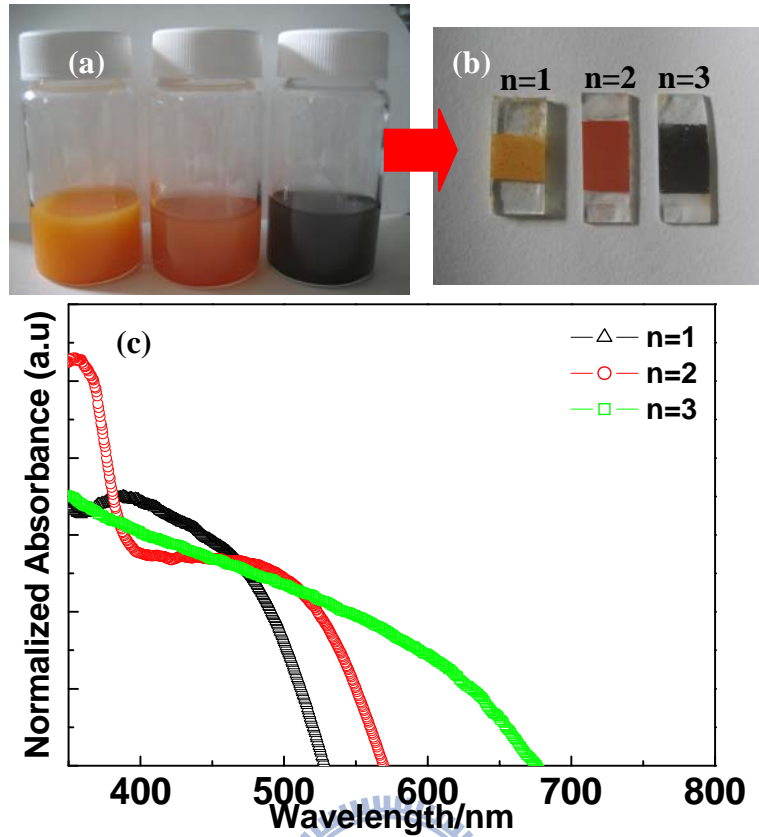 (a)
(b)
n=1 n=2 n=3
(c)
n=1
n=2
n=3
Normalized Absorbance (a.u)
400 500 600 700 800
Wavelength/nm